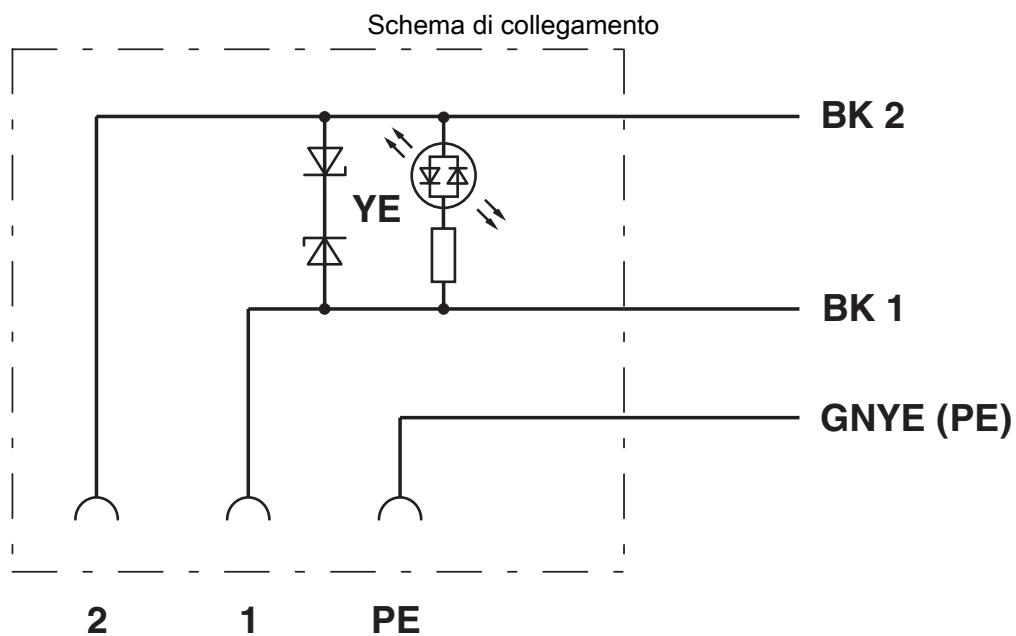 Schema di collegamento
BK 2
YE
BK 1
GNYE (PE)
2 1 PE